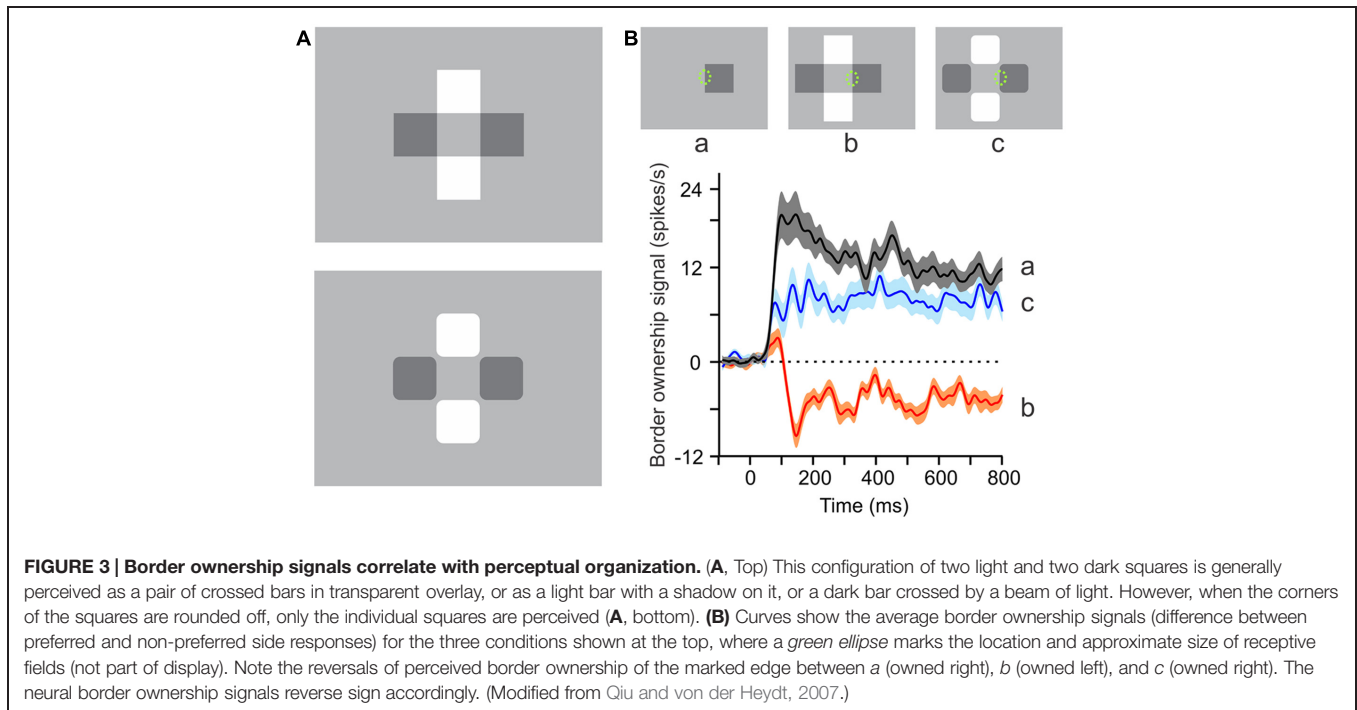 A
B
a
b
c
Border ownership signal (spikes/s)
24
12
0
-12
a
c
b
0
200
400
600
800
Time (ms)
FIGURE 3 | Border ownership signals correlate with perceptual organization. (A, Top) This configuration of two light and two dark squares is generally
perceived as a pair of crossed bars in transparent overlay, or as a light bar with a shadow on it, or a dark bar crossed by a beam of light. However, when the corners
of the squares are rounded off, only the individual squares are perceived (A, bottom). (B) Curves show the average border ownership signals (difference between
preferred and non-preferred side responses) for the three conditions shown at the top, where a green ellipse marks the location and approximate size of receptive
fields (not part of display). Note the reversals of perceived border ownership of the marked edge between a (owned right), b (owned left), and c (owned right). The
neural border ownership signals reverse sign accordingly. (Modified from Qiu and von der Heydt, 2007.)